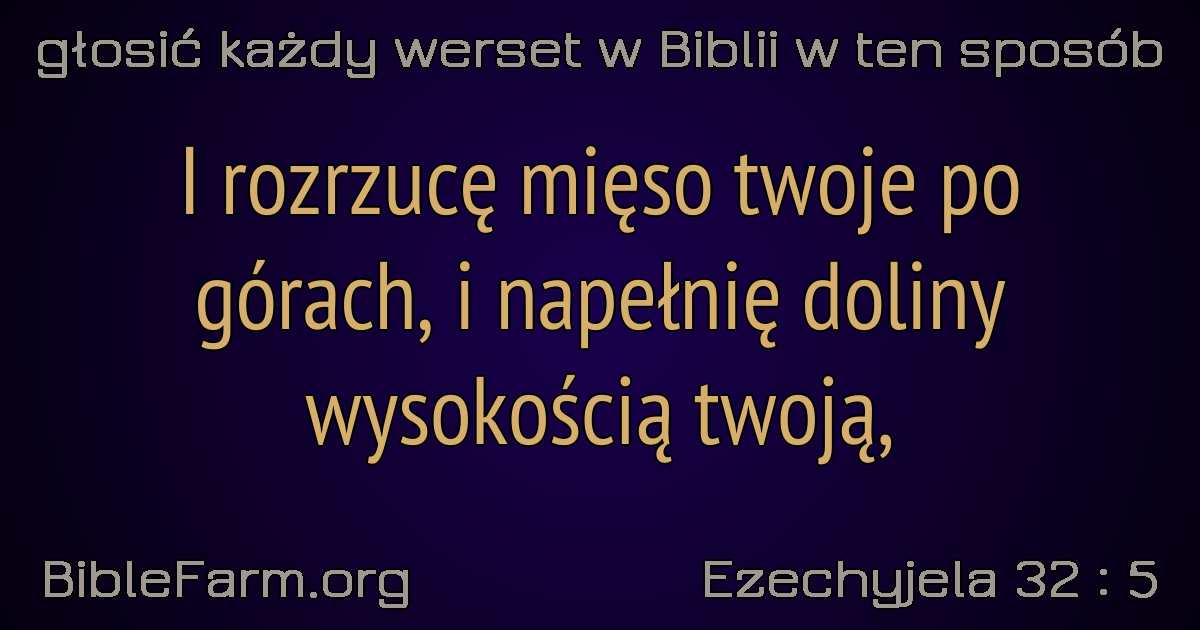 głosić każdy werset w Biblii w ten sposób
I rozrzucę mięso twoje po
górach, i napełnię doliny
wysokością twoją,
BibleFarm.org
Ezechyjela 32 : 5